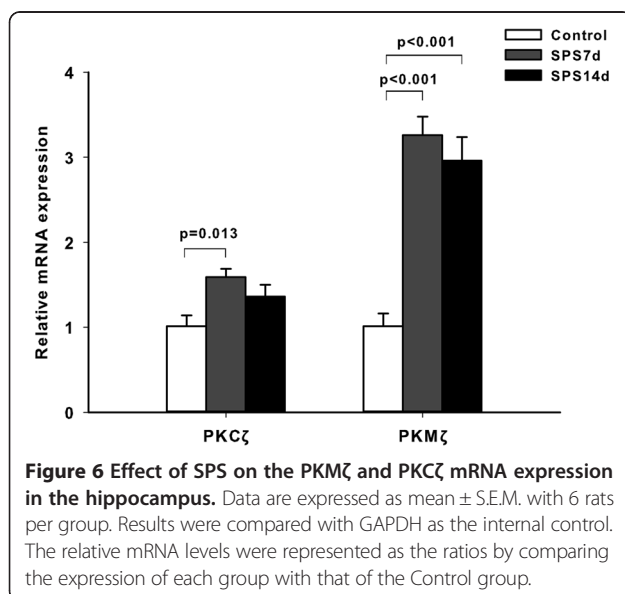 Control
SPS7d
SPS14d
p<0.001
p<0.001
p=0.013
Relative mRNA expression
4
3
2
1
0
PKCζ
PKMζ
Figure 6 Effect of SPS on the PKMζ and PKCζ mRNA expression
in the hippocampus. Data are expressed as mean ± S.E.M. with 6 rats
per group. Results were compared with GAPDH as the internal control.
The relative mRNA levels were represented as the ratios by comparing
the expression of each group with that of the Control group.